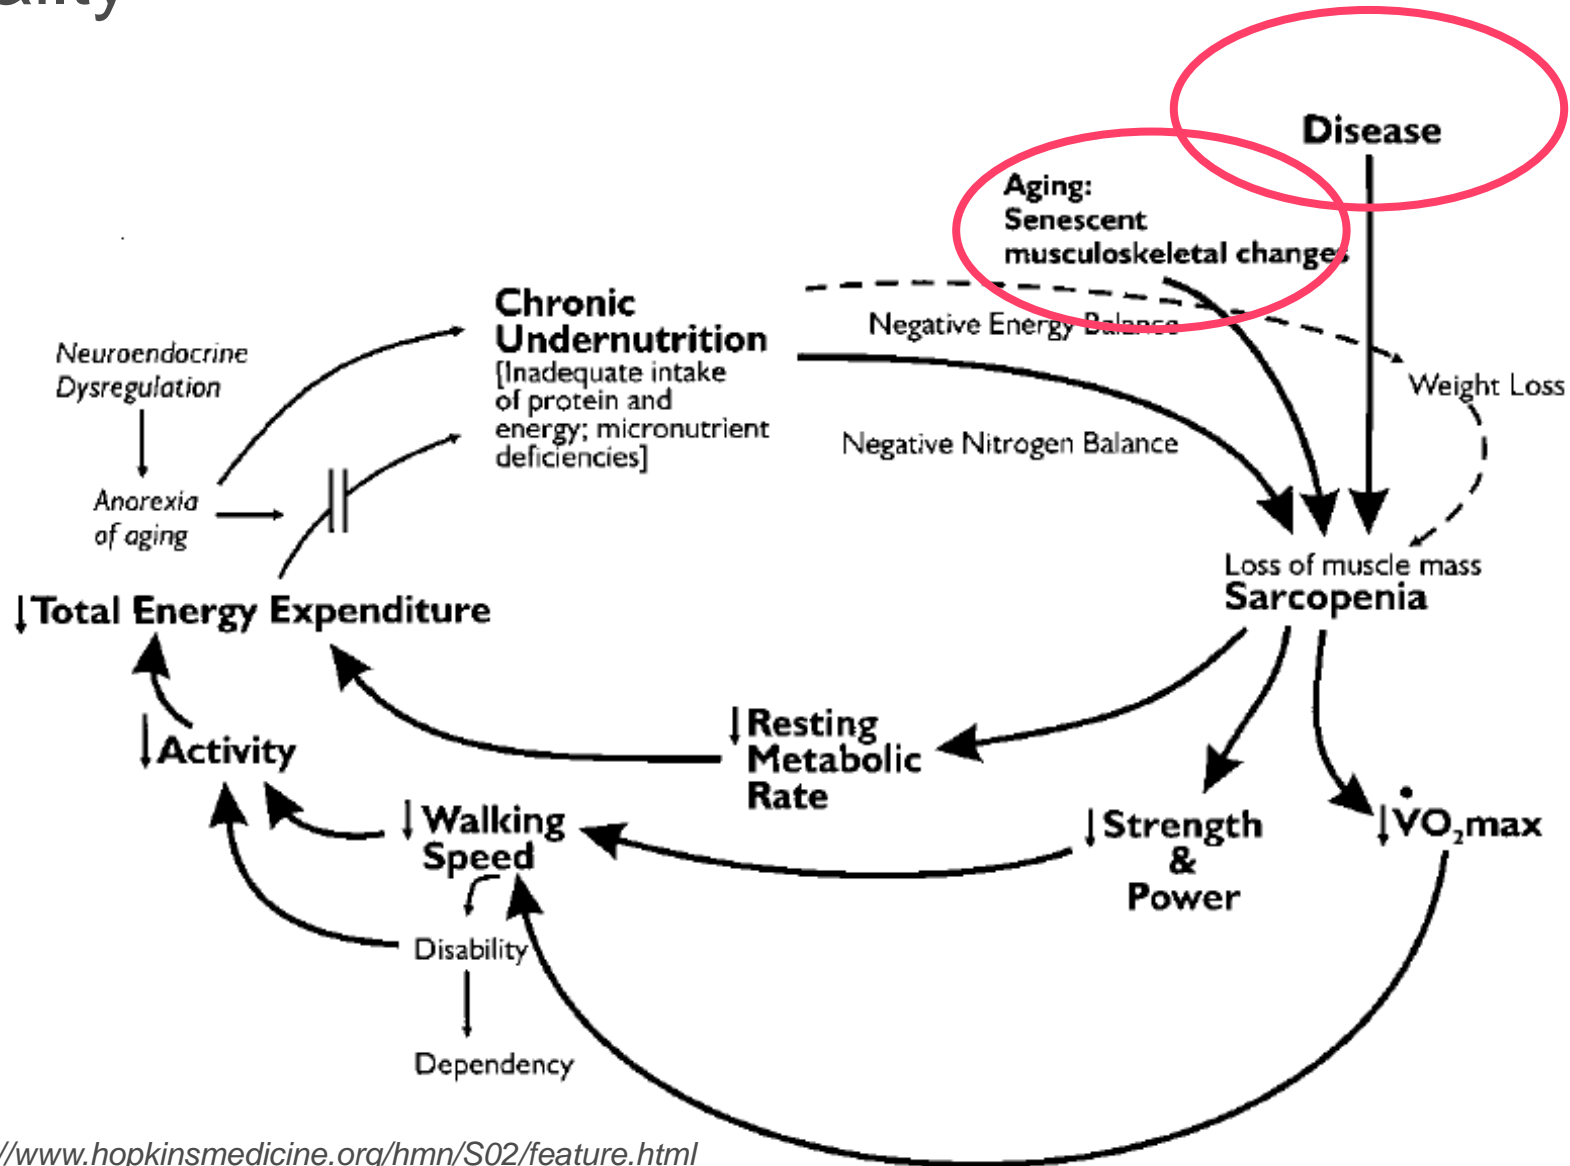 ality
Disease
Aging:
Senescent
musculoskeletal changes
Chronic
Undernutrition
[Inadequate intake
of protein and
energy; micronutrient
deficiencies]
Negative Energy Balance
Neuroendocrine
Dysregulation
Weight Loss
Negative Nitrogen Balance
Anorexia
of aging
Loss of muscle mass
Sarcopenia
↓Total Energy Expenditure
↓Resting
Metabolic
Rate
↓Activity
↓Walking
Speed
↓Strength
&
Power
↓V̇O₂max
Disability
Dependency
//www.hopkinsmedicine.org/hmn/S02/feature.html